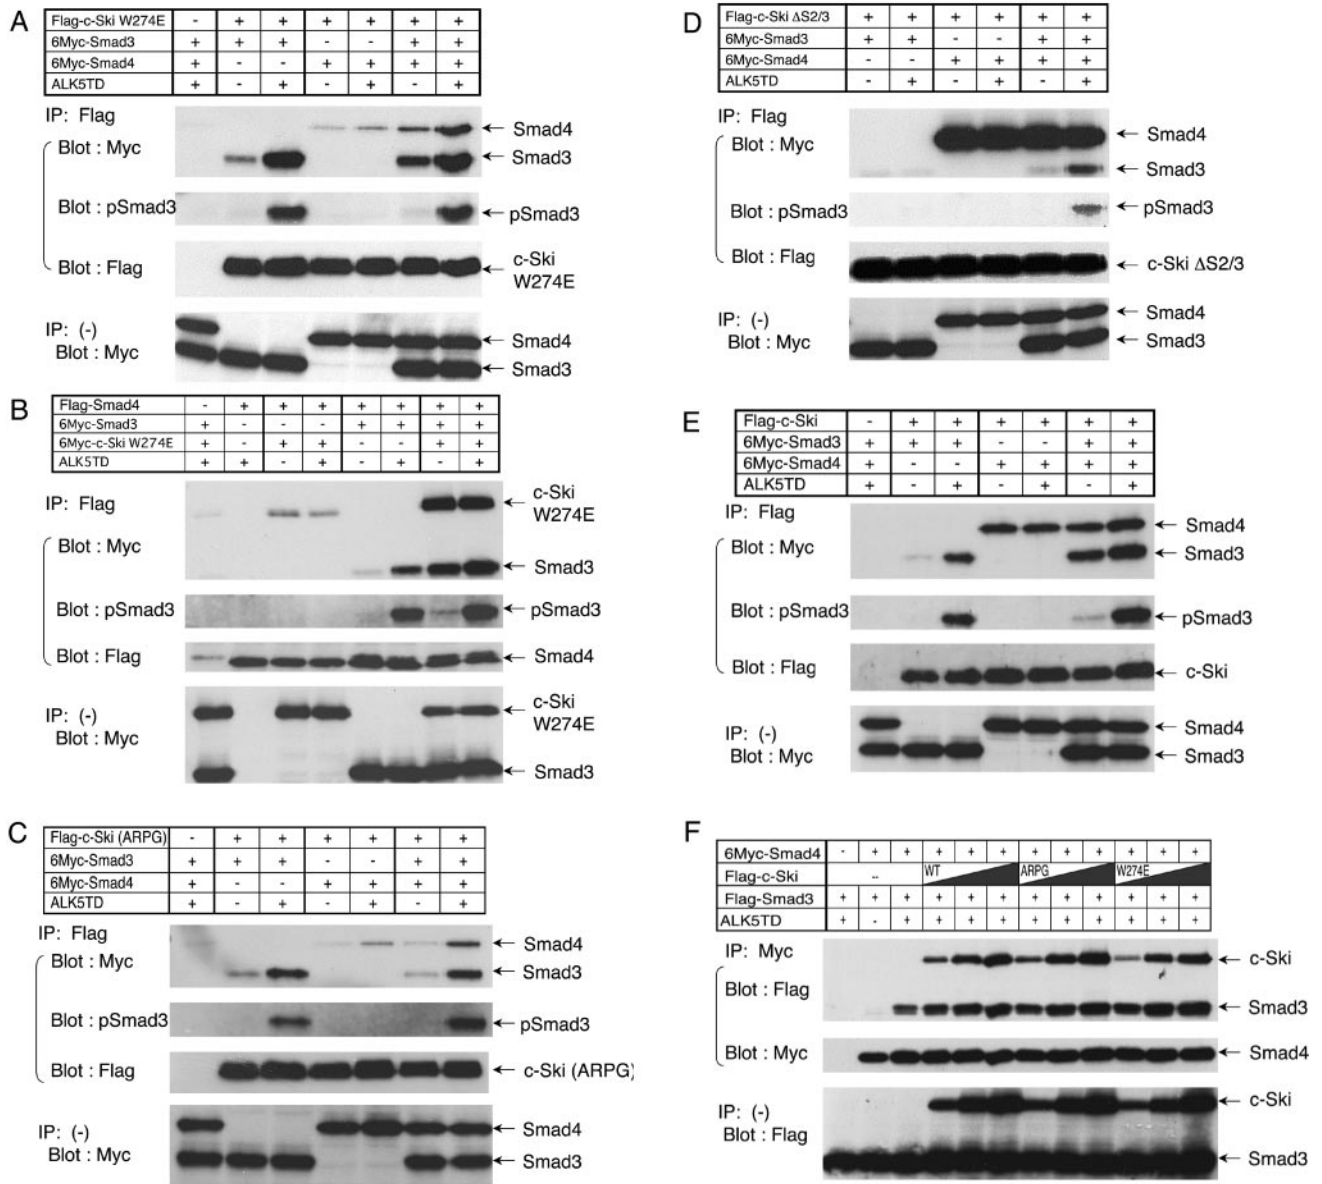 A
Flag-c-Ski W274E - + + + + + +
6Myc-Smad3 + + + - - + +
6Myc-Smad4 + - - + + + +
ALK5TD + - + - + - +
IP: Flag
Blot : Myc
Smad4
Smad3
Blot : pSmad3
pSmad3
Blot : Flag
c-Ski
W274E
IP: (-)
Blot : Myc
Smad4
Smad3
B
Flag-Smad4 - + + + + + + +
6Myc-Smad3 + - - - + + + +
6Myc-c-Ski W274E + - + + - - + +
ALK5TD + + - + - + - +
IP: Flag
c-Ski
W274E
Blot : Myc
Smad3
Blot : pSmad3
pSmad3
Blot : Flag
Smad4
IP: (-)
Blot : Myc
c-Ski
W274E
Smad3
C
Flag-c-Ski (ARPG) - + + + + + +
6Myc-Smad3 + + + - - + +
6Myc-Smad4 + - - + + + +
ALK5TD + - + - + - +
IP: Flag
Blot : Myc
Smad4
Smad3
Blot : pSmad3
pSmad3
Blot : Flag
c-Ski (ARPG)
IP: (-)
Blot : Myc
Smad4
Smad3
D
Flag-c-Ski ΔS2/3 + + + + + +
6Myc-Smad3 + + - - + +
6Myc-Smad4 - - + + + +
ALK5TD - + - + - +
IP: Flag
Blot : Myc
Smad4
Smad3
Blot : pSmad3
pSmad3
Blot : Flag
c-Ski ΔS2/3
IP: (-)
Blot : Myc
Smad4
Smad3
E
Flag-c-Ski - + + + + + +
6Myc-Smad3 + + + - - + +
6Myc-Smad4 + - - + + + +
ALK5TD + - + - + - +
IP: Flag
Blot : Myc
Smad4
Smad3
Blot : pSmad3
pSmad3
Blot : Flag
c-Ski
IP: (-)
Blot : Myc
Smad4
Smad3
F
6Myc-Smad4 - + + + + + + + + + + +
Flag-c-Ski -- WT ARPG W274E
Flag-Smad3 + + + + + + + + + + + +
ALK5TD + - + + + + + + + + + +
IP: Myc
Blot : Flag
c-Ski
Smad3
Blot : Myc
Smad4
IP: (-)
Blot : Flag
c-Ski
Smad3